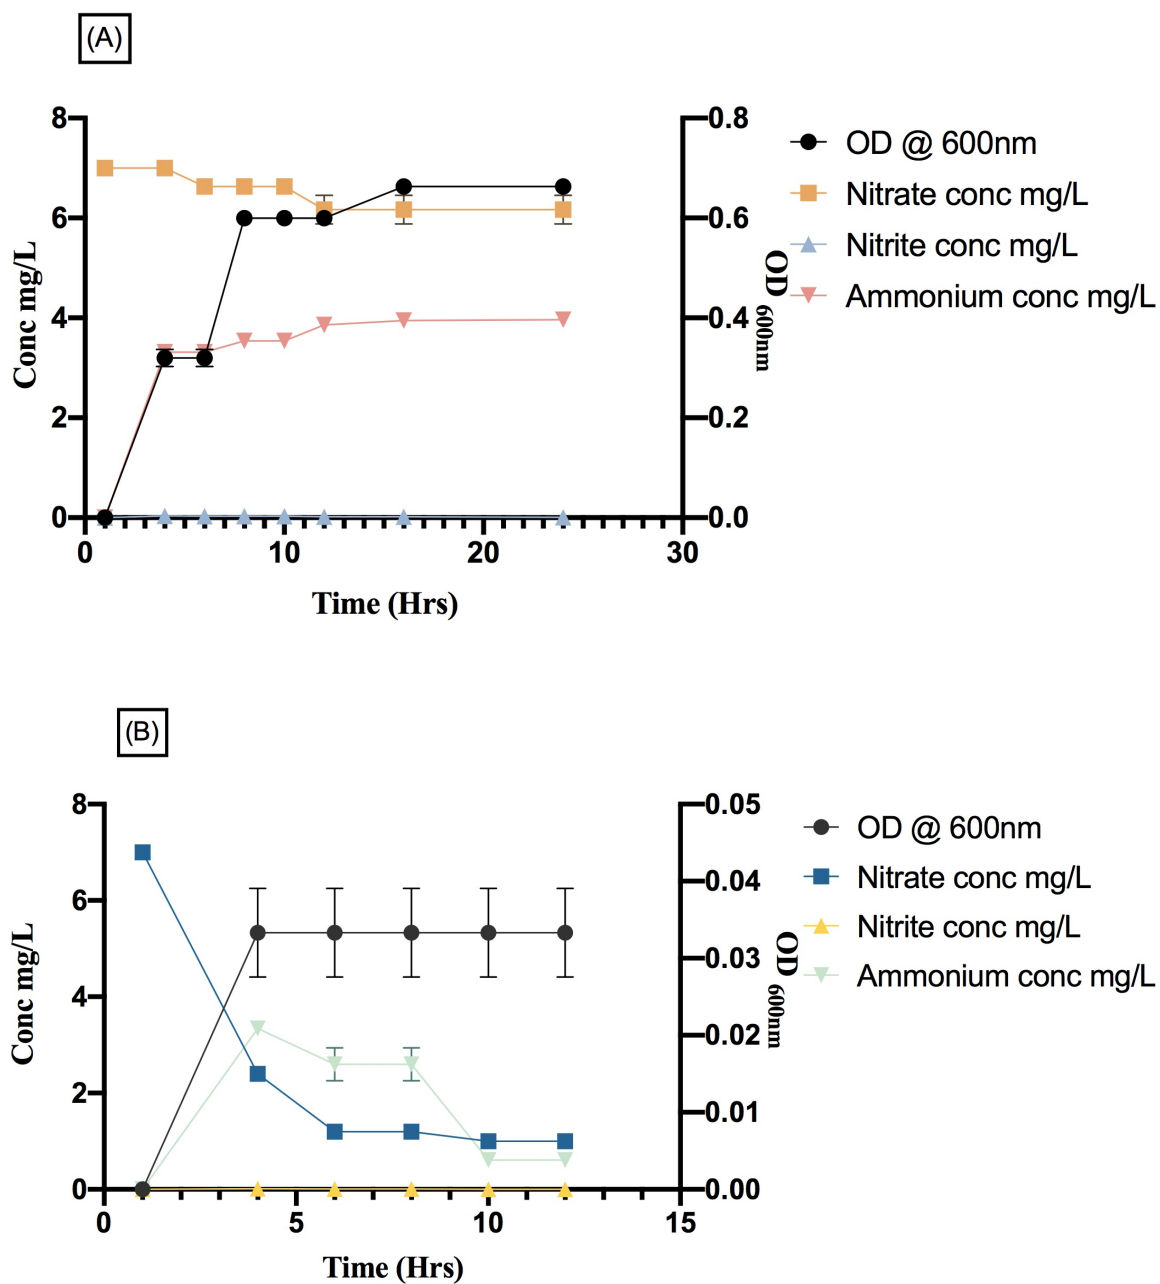 (A)
8
6
4
2
0
Conc mg/L
0.8
0.6
0.4
0.2
0.0
OD 600nm
0
10
20
30
Time (Hrs)
OD @ 600nm
Nitrate conc mg/L
Nitrite conc mg/L
Ammonium conc mg/L
(B)
8
6
4
2
0
Conc mg/L
0.05
0.04
0.03
0.02
0.01
0.00
OD 600nm
0
5
10
15
Time (Hrs)
OD @ 600nm
Nitrate conc mg/L
Nitrite conc mg/L
Ammonium conc mg/L